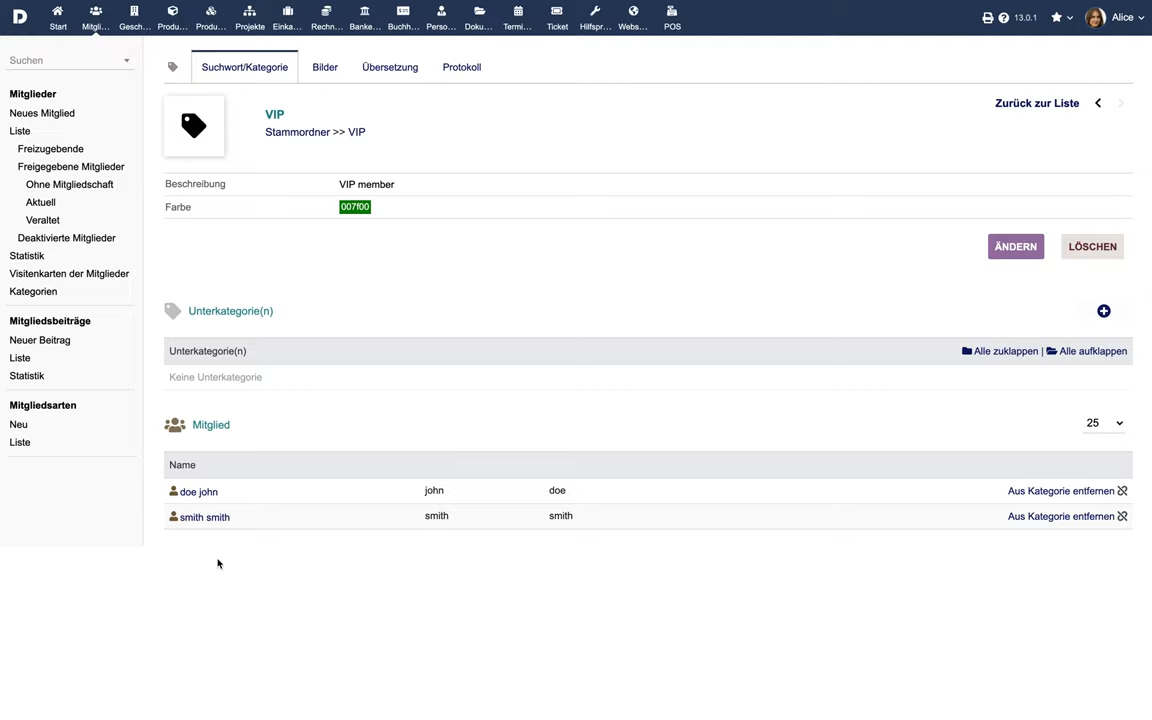 D
Start
Mitgli...
Gesch...
Produ...
Produ...
Projekte
Einka...
Rechn...
Banke...
Buchh...
Perso...
Doku...
Termi...
Ticket
Hilfspr...
Webs...
POS
13.0.1
Alice
Suchen
Mitglieder
Neues Mitglied
Liste
Freizugebende
Freigegebene Mitglieder
Ohne Mitgliedschaft
Aktuell
Veraltet
Deaktivierte Mitglieder
Statistik
Visitenkarten der Mitglieder
Kategorien
Mitgliedsbeiträge
Neuer Beitrag
Liste
Statistik
Mitgliedsarten
Neu
Liste
Suchwort/Kategorie
Bilder
Übersetzung
Protokoll
Zurück zur Liste
VIP
Stammordner >> VIP
Beschreibung VIP member
Farbe 007f00
ÄNDERN LÖSCHEN
Unterkategorie(n)
Unterkategorie(n) Alle zuklappen | Alle aufklappen
Keine Unterkategorie
Mitglied 25
Name
doe john john doe Aus Kategorie entfernen
smith smith smith smith Aus Kategorie entfernen